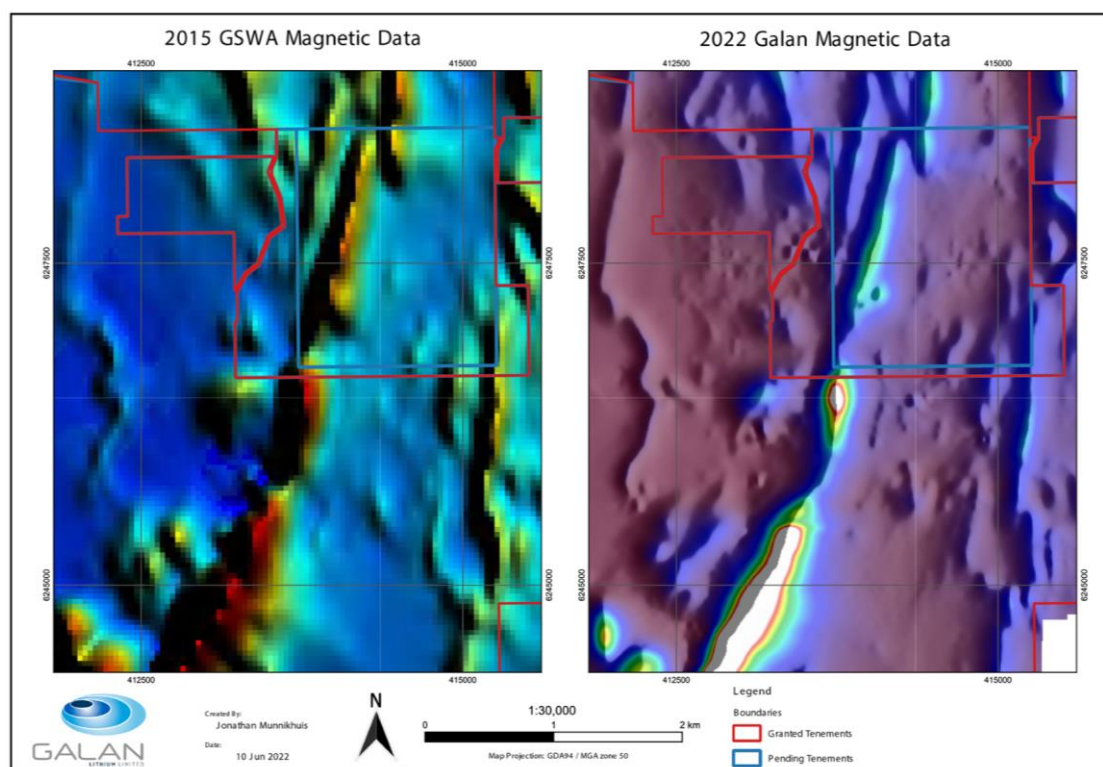 2015 GSWA Magnetic Data
2022 Galan Magnetic Data
412500
415000
412500
415000
6247500
6247500
6247500
6245000
6245000
6245000
412500
415000
412500
415000
GALAN
LITHIUM LIMITED
Created By:
Jonathan Munnikhuis
Date:
10 Jun 2022
N
1:30,000
0 1 2 km
Map Projection: GDA94 / MGA zone 50
Legend
Boundaries
Granted Tenements
Pending Tenements